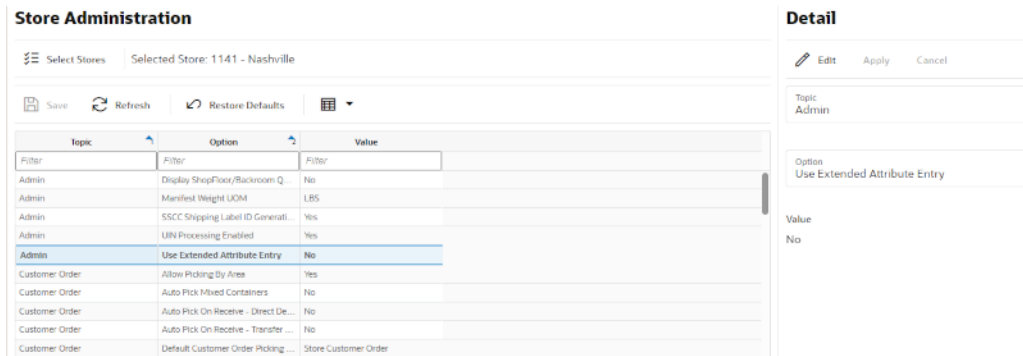 Store Administration
Select Stores Selected Store: 1141 - Nashville
Save Refresh Restore Defaults
Topic 1 Option 2 Value
Filter Filter Filter
Admin Display ShopFloor/Backroom Q... No
Admin Manifest Weight UOM LBS
Admin SSCC Shipping Label ID Generati... Yes
Admin UIN Processing Enabled Yes
Admin Use Extended Attribute Entry No
Customer Order Allow Picking By Area Yes
Customer Order Auto Pick Mixed Containers No
Customer Order Auto Pick On Receive - Direct De... No
Customer Order Auto Pick On Receive - Transfer ... No
Customer Order Default Customer Order Picking ... Store Customer Order
Detail
Edit Apply Cancel
Topic
Admin
Option
Use Extended Attribute Entry
Value
No